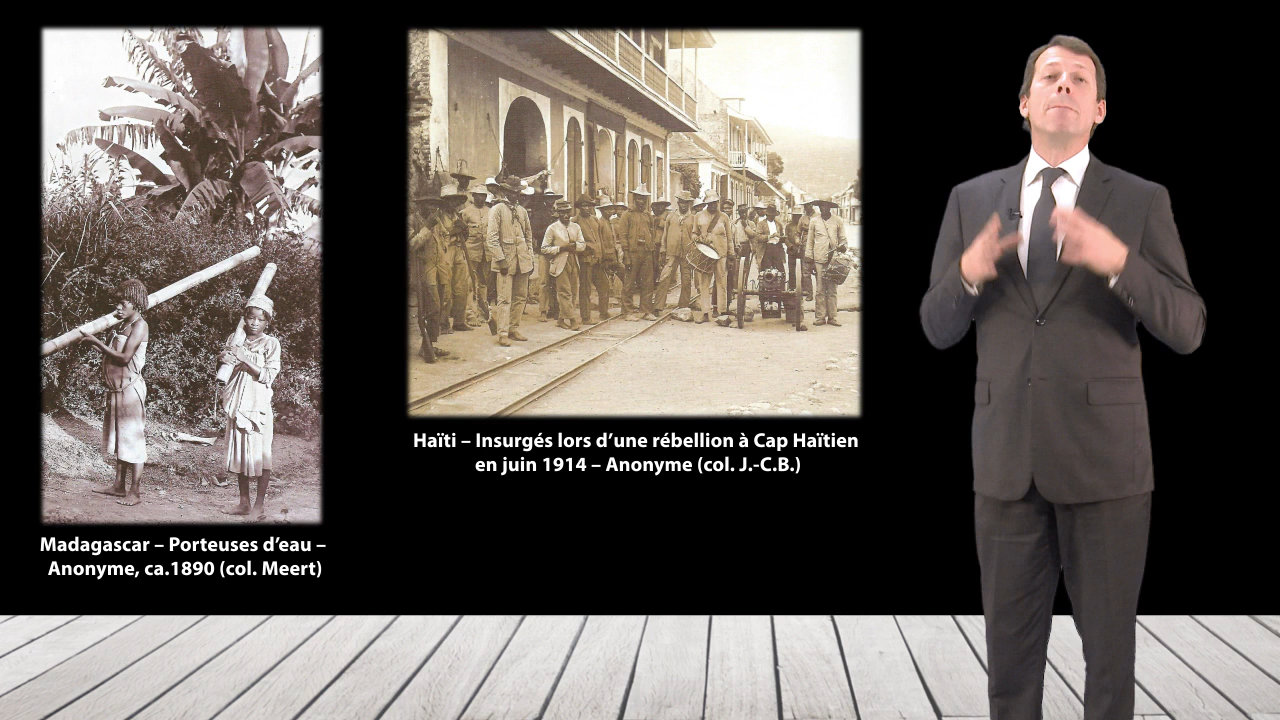 Madagascar – Porteuses d’eau –
Anonyme, ca.1890 (col. Meert)
Haïti – Insurgés lors d’une rébellion à Cap Haïtien
en juin 1914 – Anonyme (col. J.-C.B.)